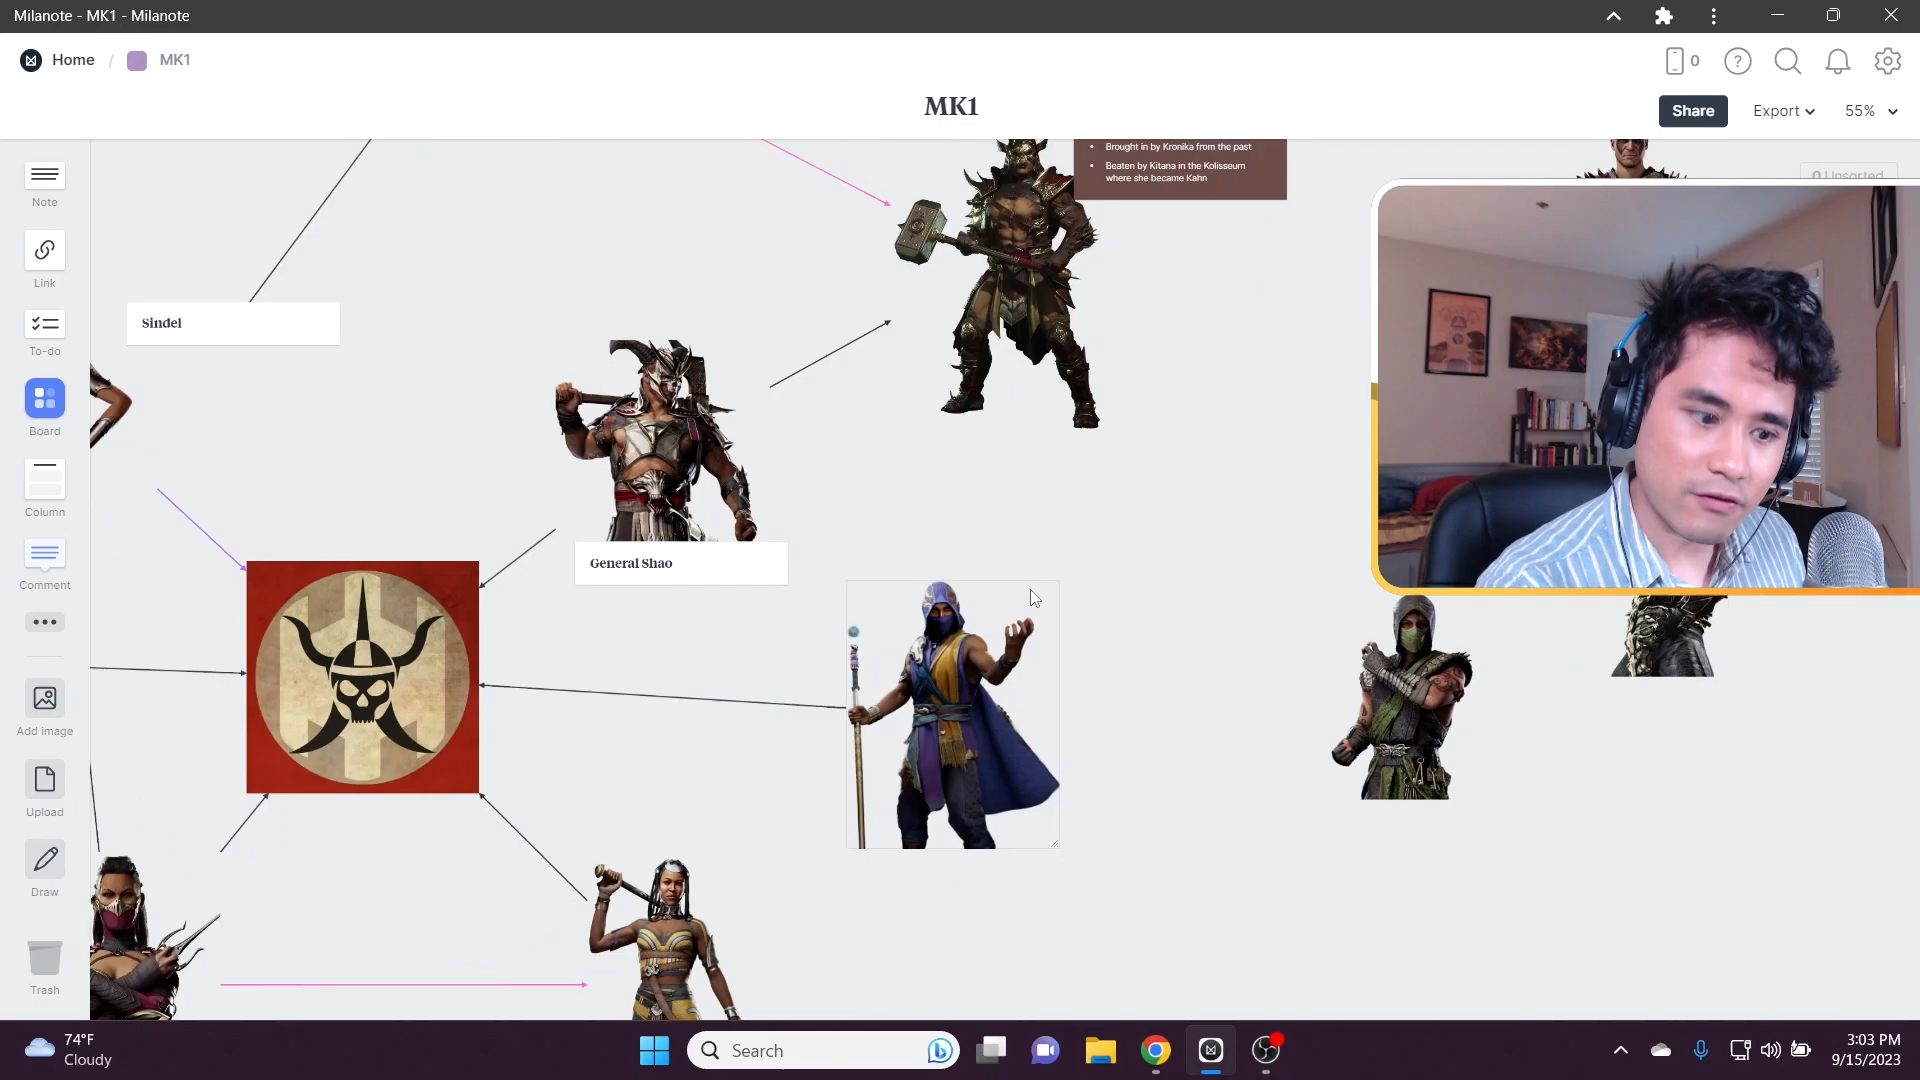 Milanote - MK1 - Milanote
Home / MK1
0
MK1
Share
Export
55%
Note
Link
To-do
Board
Column
Comment
Add image
Upload
Draw
Trash
Brought in by Kronika from the past
Beaten by Kitana in the Kolisseum
where she became Kahn
0 Unsorted
Sindel
General Shao
74°F
Cloudy
Search
3:03 PM
9/15/2023